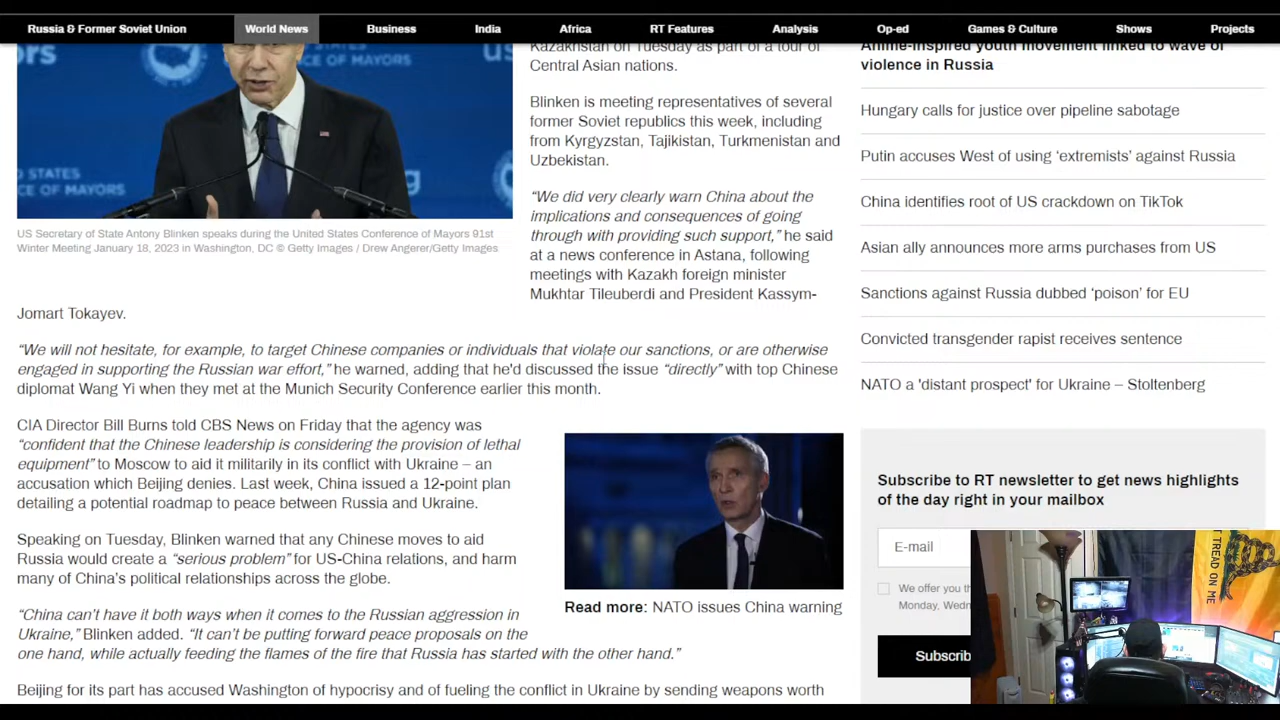 Russia & Former Soviet Union World News Business India Africa RT Features Analysis Op-ed Games & Culture Shows Projects
Kazakhstan on Tuesday as part of a tour of
Central Asian nations.
Blinken is meeting representatives of several
former Soviet republics this week, including
from Kyrgyzstan, Tajikistan, Turkmenistan and
Uzbekistan.
“We did very clearly warn China about the
implications and consequences of going
through with providing such support,” he said
at a news conference in Astana, following
meetings with Kazakh foreign minister
Mukhtar Tileuberdi and President Kassym-
Jomart Tokayev.
US Secretary of State Antony Blinken speaks during the United States Conference of Mayors 91st
Winter Meeting January 18, 2023 in Washington, DC © Getty Images / Drew Angerer/Getty Images
“We will not hesitate, for example, to target Chinese companies or individuals that violate our sanctions, or are otherwise
engaged in supporting the Russian war effort,” he warned, adding that he'd discussed the issue “directly” with top Chinese
diplomat Wang Yi when they met at the Munich Security Conference earlier this month.
CIA Director Bill Burns told CBS News on Friday that the agency was
“confident that the Chinese leadership is considering the provision of lethal
equipment” to Moscow to aid it militarily in its conflict with Ukraine – an
accusation which Beijing denies. Last week, China issued a 12-point plan
detailing a potential roadmap to peace between Russia and Ukraine.
Speaking on Tuesday, Blinken warned that any Chinese moves to aid
Russia would create a “serious problem” for US-China relations, and harm
many of China’s political relationships across the globe.
“China can’t have it both ways when it comes to the Russian aggression in
Ukraine,” Blinken added. “It can’t be putting forward peace proposals on the
one hand, while actually feeding the flames of the fire that Russia has started with the other hand.”
Beijing for its part has accused Washington of hypocrisy and of fueling the conflict in Ukraine by sending weapons worth
Read more: NATO issues China warning
Anime-inspired youth movement linked to wave of
violence in Russia
Hungary calls for justice over pipeline sabotage
Putin accuses West of using ‘extremists’ against Russia
China identifies root of US crackdown on TikTok
Asian ally announces more arms purchases from US
Sanctions against Russia dubbed ‘poison’ for EU
Convicted transgender rapist receives sentence
NATO a 'distant prospect' for Ukraine – Stoltenberg
Subscribe to RT newsletter to get news highlights
of the day right in your mailbox
E-mail
We offer you
Monday,
Subscrib
OF MAYORS
STATES
CE OF MAYORS
TREAD ON ME